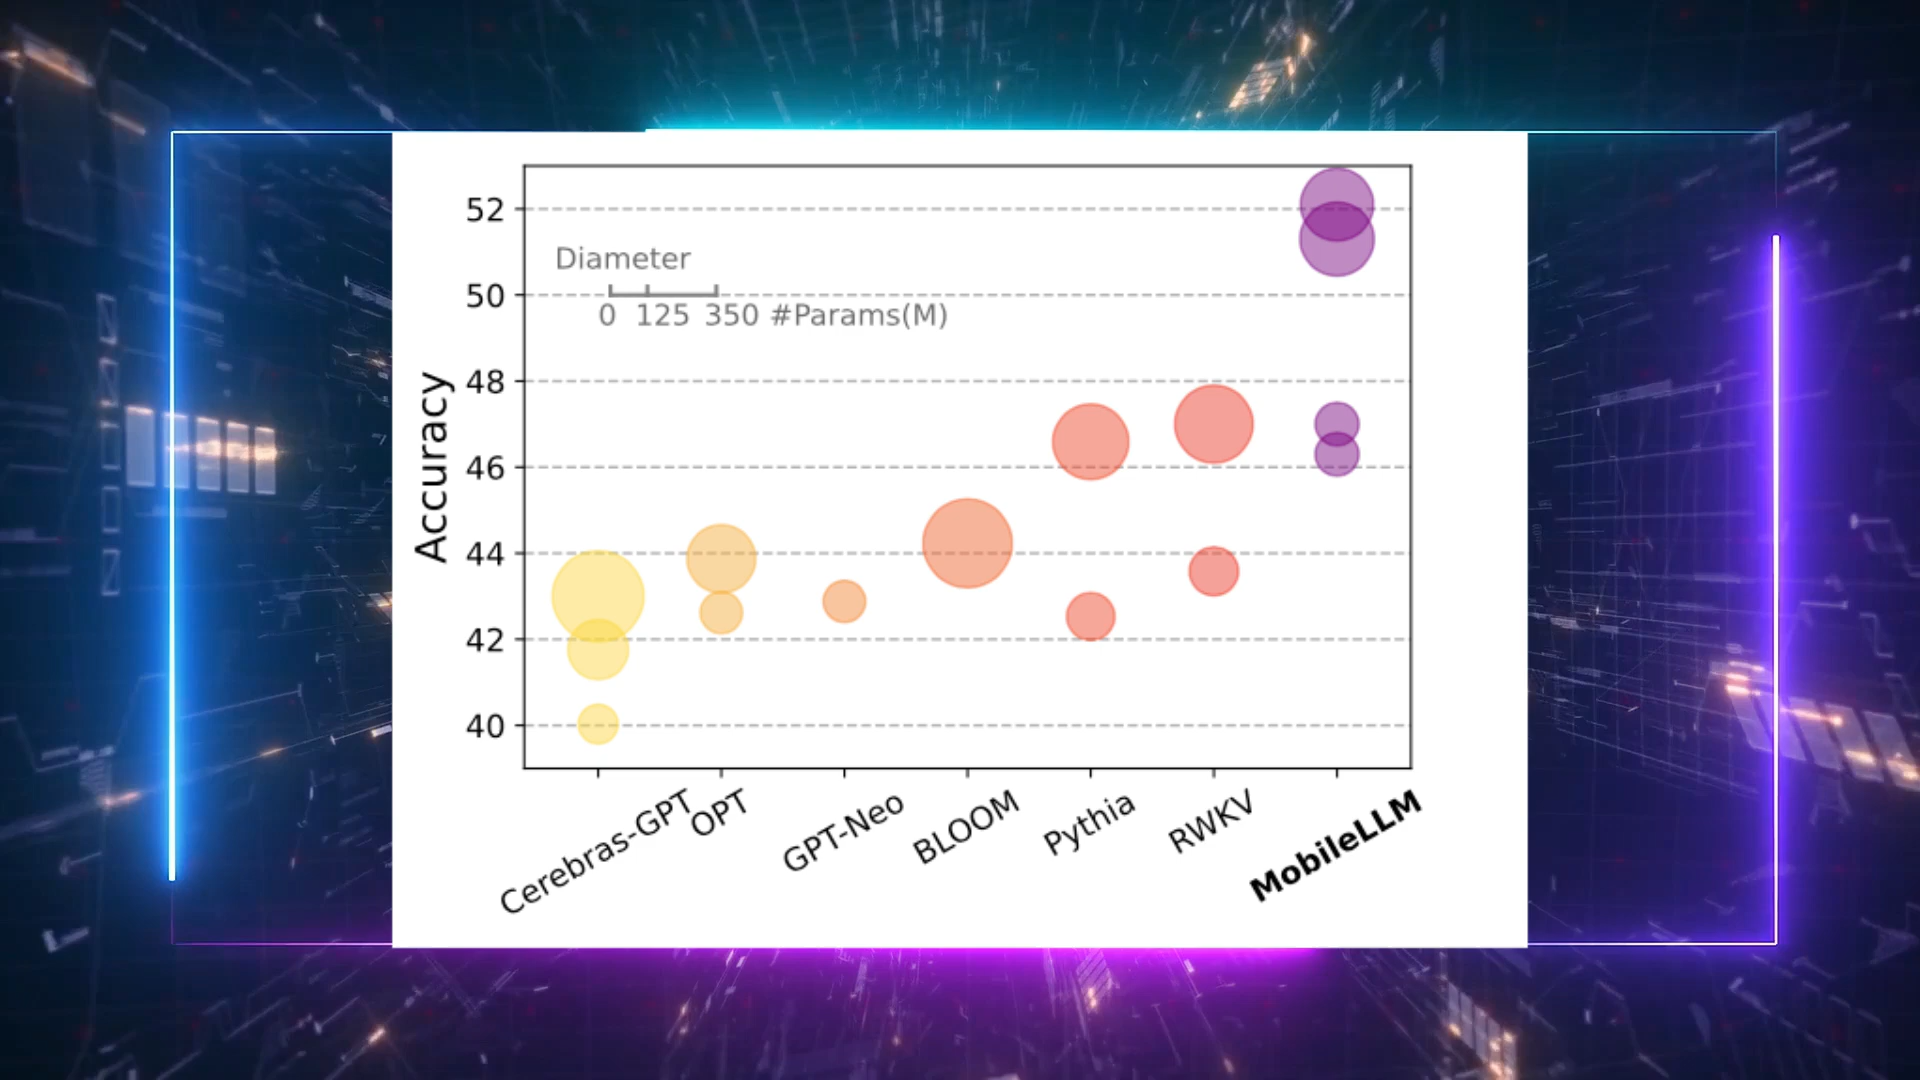 52
Diameter
50
0 125 350 #Params(M)
48
Accuracy
46
44
42
40
Cerebras-GPT
OPT
GPT-Neo
BLOOM
Pythia
RWKV
MobileLLM